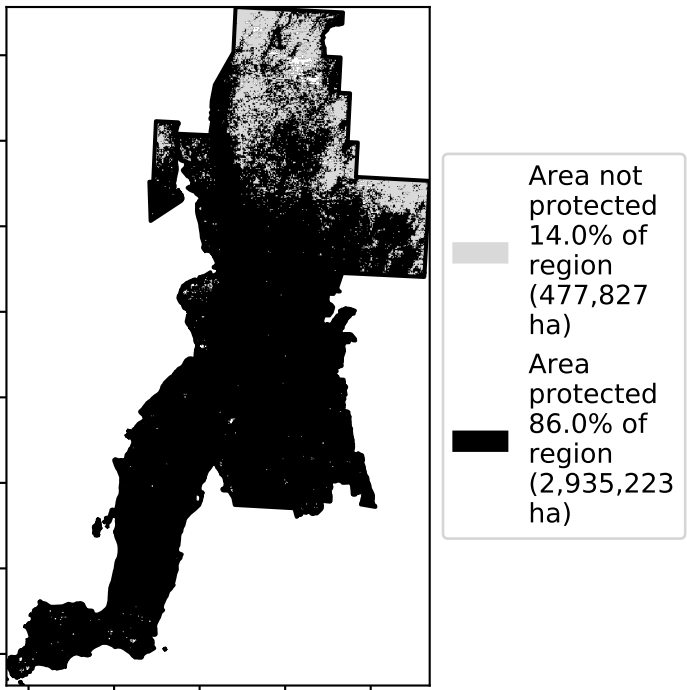 Area not
protected
14.0% of
region
(477,827
ha)
Area
protected
86.0% of
region
(2,935,223
ha)